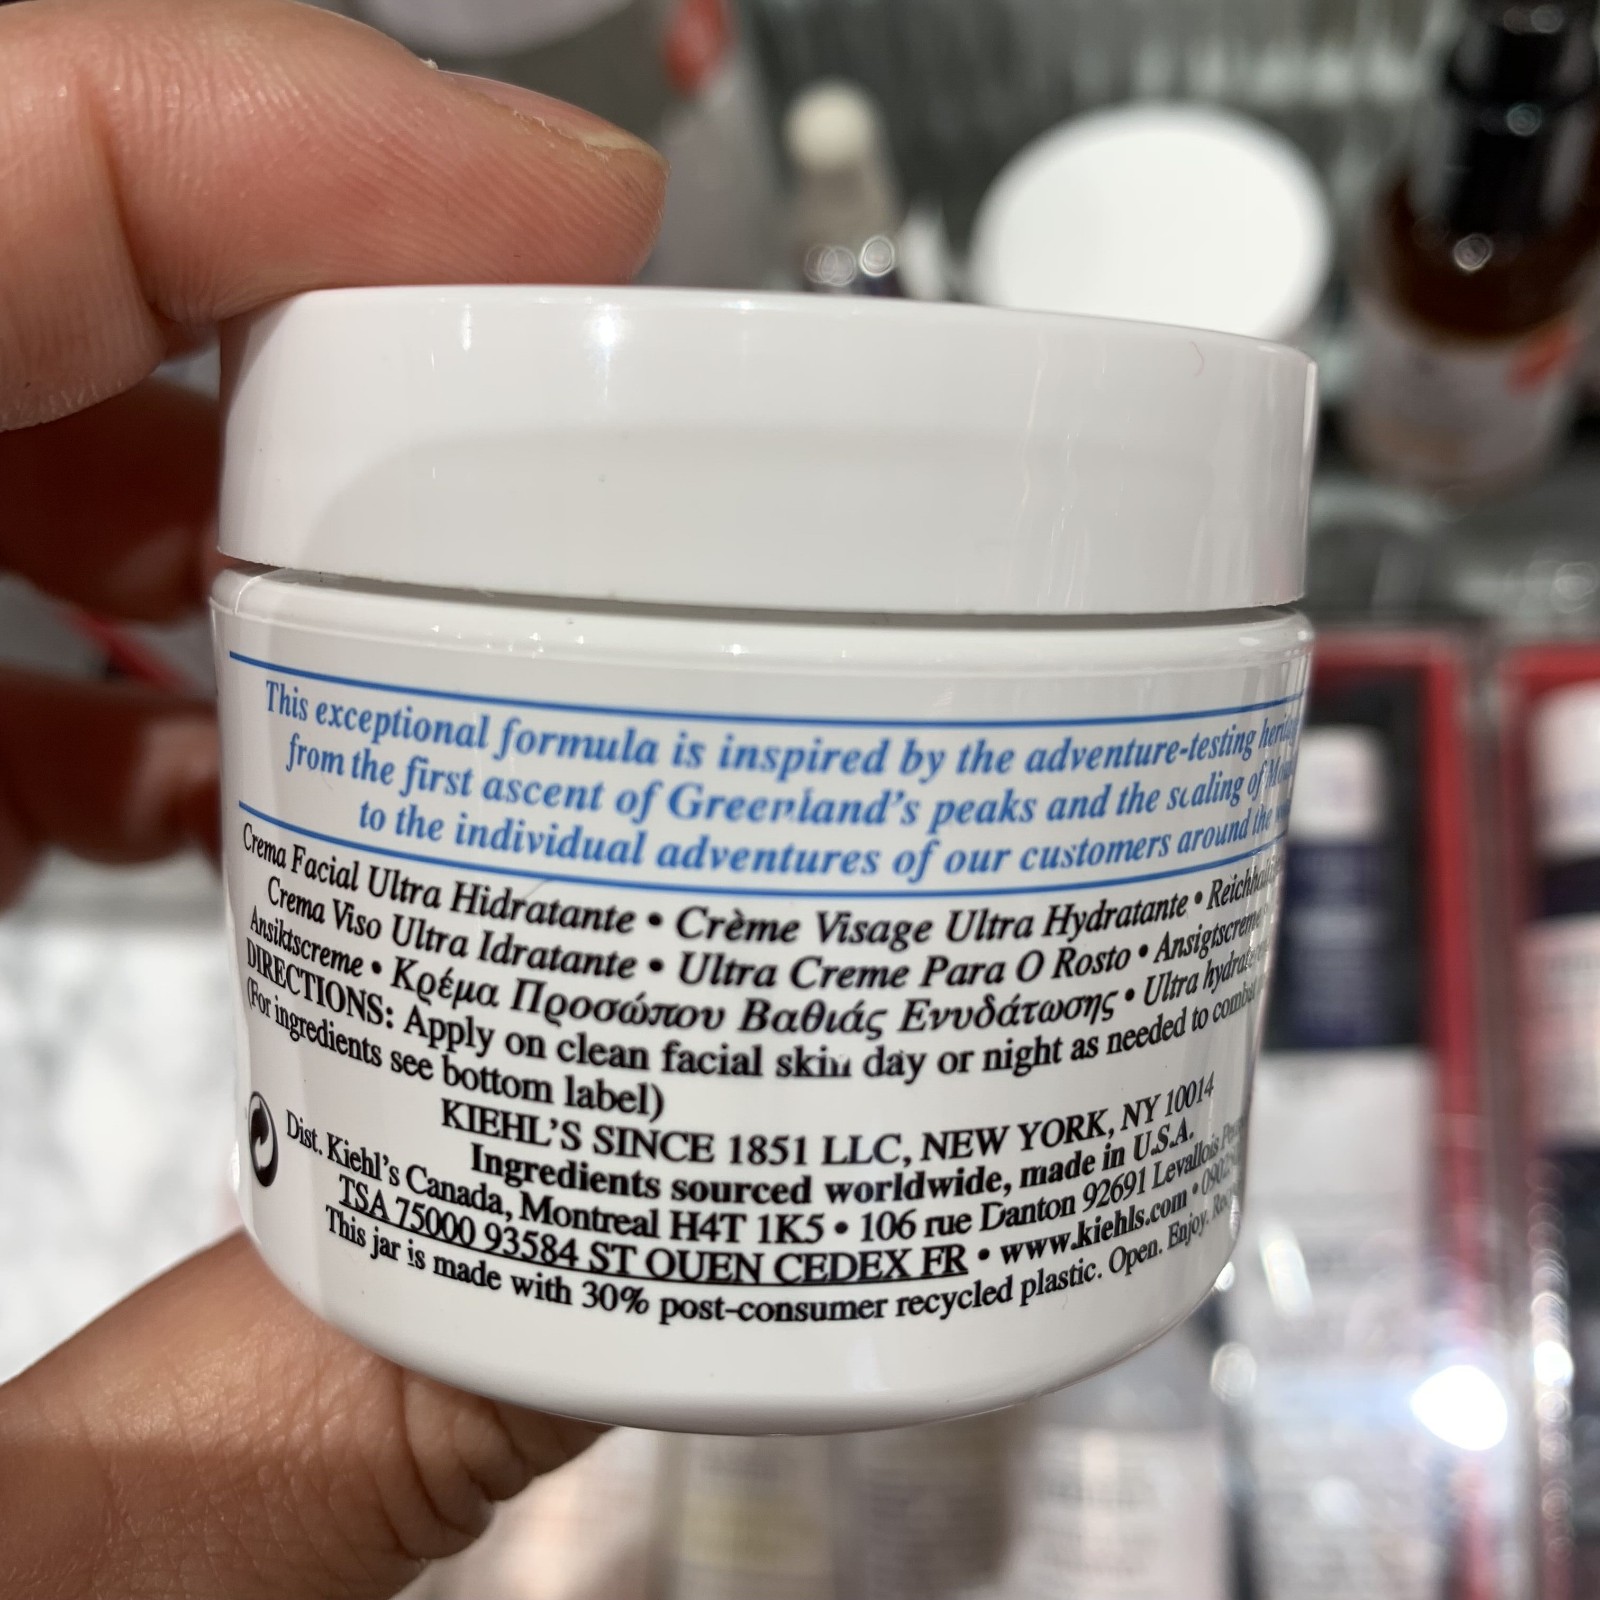 This exceptional formula is inspired by the adventure-testing
from the first ascent of Greenland's peaks and the scaling of
to the individual adventures of our customers around the
Crema Facial Ultra Hidratante • Crème Visage Ultra Hydratante •
Crema Viso Ultra Idratante • Ultra Creme Para O Rosto • Ansigtscreme
Ansiktscreme • Κρέμα Προσώπου Βαθιάς Ενυδάτωσης • Ultra
DIRECTIONS: Apply on clean facial skin day or night as needed to
(For ingredients see bottom label)
KIEHL'S SINCE 1851 LLC, NEW YORK, NY 10014
Ingredients sourced worldwide, made in U.S.A.
Dist. Kiehl's Canada, Montreal H4T 1K5 • 106 rue Danton 92691 Levallois
TSA 75000 93584 ST OUEN CEDEX FR • www.kiehls.com •
This jar is made with 30% post-consumer recycled plastic. Open. Enjoy.